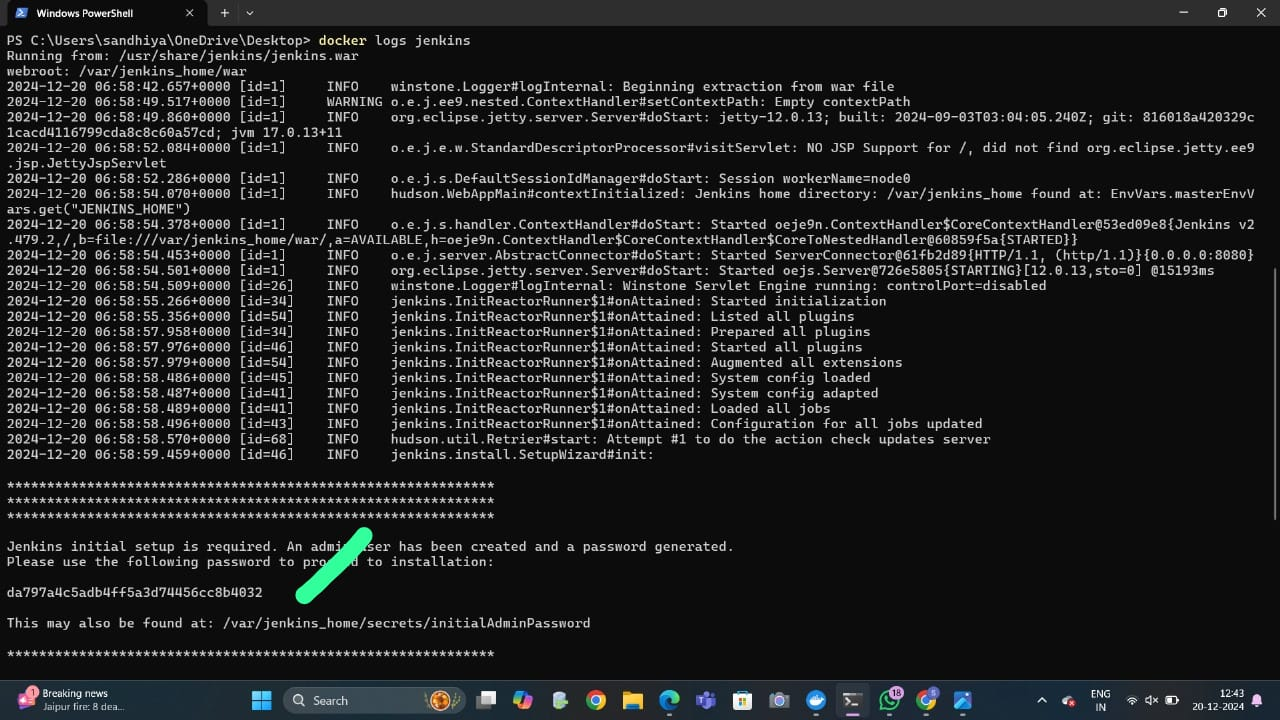 Windows PowerShell
PS C:\Users\sandhiya\OneDrive\Desktop> docker logs jenkins
Running from: /usr/share/jenkins/jenkins.war
webroot: /var/jenkins_home/war
2024-12-20 06:58:42.657+0000 [id=1] INFO winstone.Logger#logInternal: Beginning extraction from war file
2024-12-20 06:58:49.517+0000 [id=1] WARNING o.e.j.ee9.nested.ContextHandler#setContextPath: Empty contextPath
2024-12-20 06:58:49.860+0000 [id=1] INFO org.eclipse.jetty.server.Server#doStart: jetty-12.0.13; built: 2024-09-03T03:04:05.240Z; git: 816018a420329c
1cacd4116799cda8c8c60a57cd; jvm 17.0.13+11
2024-12-20 06:58:52.084+0000 [id=1] INFO o.e.j.e.w.StandardDescriptorProcessor#visitServlet: NO JSP Support for /, did not find org.eclipse.jetty.ee9
.jsp.JettyJspServlet
2024-12-20 06:58:52.286+0000 [id=1] INFO o.e.j.s.DefaultSessionIdManager#doStart: Session workerName=node0
2024-12-20 06:58:54.070+0000 [id=1] INFO hudson.WebAppMain#contextInitialized: Jenkins home directory: /var/jenkins_home found at: EnvVars.masterEnvV
ars.get("JENKINS_HOME")
2024-12-20 06:58:54.378+0000 [id=1] INFO o.e.j.s.handler.ContextHandler#doStart: Started oeje9n.ContextHandler$CoreContextHandler@53ed09e8{Jenkins v2
.479.2,/,b=file:///var/jenkins_home/war/,a=AVAILABLE,h=oeje9n.ContextHandler$CoreContextHandler$CoreToNestedHandler@60859f5a{STARTED}}
2024-12-20 06:58:54.453+0000 [id=1] INFO o.e.j.server.AbstractConnector#doStart: Started ServerConnector@61fb2d89{HTTP/1.1, (http/1.1)}{0.0.0.0:8080}
2024-12-20 06:58:54.501+0000 [id=1] INFO org.eclipse.jetty.server.Server#doStart: Started oejs.Server@726e5805{STARTING}[12.0.13,sto=0] @15193ms
2024-12-20 06:58:54.509+0000 [id=26] INFO winstone.Logger#logInternal: Winstone Servlet Engine running: controlPort=disabled
2024-12-20 06:58:55.266+0000 [id=34] INFO jenkins.InitReactorRunner$1#onAttained: Started initialization
2024-12-20 06:58:55.356+0000 [id=54] INFO jenkins.InitReactorRunner$1#onAttained: Listed all plugins
2024-12-20 06:58:57.958+0000 [id=34] INFO jenkins.InitReactorRunner$1#onAttained: Prepared all plugins
2024-12-20 06:58:57.976+0000 [id=46] INFO jenkins.InitReactorRunner$1#onAttained: Started all plugins
2024-12-20 06:58:57.979+0000 [id=54] INFO jenkins.InitReactorRunner$1#onAttained: Augmented all extensions
2024-12-20 06:58:58.486+0000 [id=45] INFO jenkins.InitReactorRunner$1#onAttained: System config loaded
2024-12-20 06:58:58.487+0000 [id=41] INFO jenkins.InitReactorRunner$1#onAttained: System config adapted
2024-12-20 06:58:58.489+0000 [id=41] INFO jenkins.InitReactorRunner$1#onAttained: Loaded all jobs
2024-12-20 06:58:58.496+0000 [id=43] INFO jenkins.InitReactorRunner$1#onAttained: Configuration for all jobs updated
2024-12-20 06:58:58.570+0000 [id=68] INFO hudson.util.Retrier#start: Attempt #1 to do the action check updates server
2024-12-20 06:58:59.459+0000 [id=46] INFO jenkins.install.SetupWizard#init:
*************************************************************
*************************************************************
*************************************************************
Jenkins initial setup is required. An admin user has been created and a password generated.
Please use the following password to proceed to installation:
da797a4c5adb4ff5a3d74456cc8b4032
This may also be found at: /var/jenkins_home/secrets/initialAdminPassword
*************************************************************
1
Breaking news
Jaipur fire: 8 dea...
Search
18
ENG
IN
12:43
20-12-2024